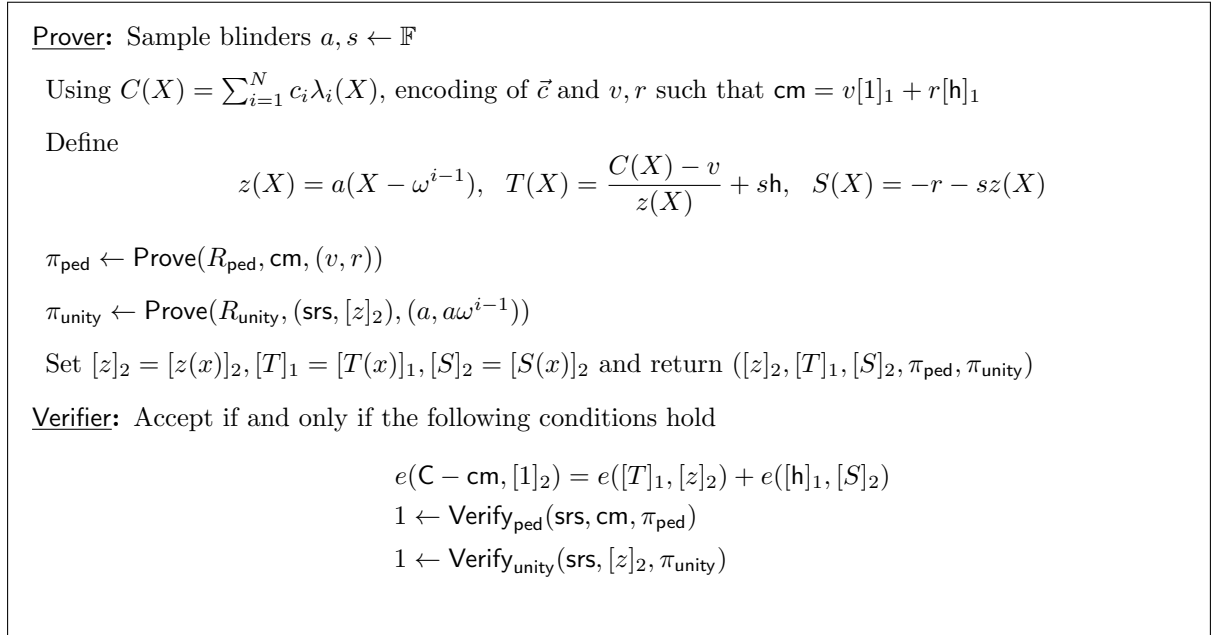 Prover: Sample blinders a, s ← 𝔽
Using C(X) = ∑_{i=1}^{N} c_i λ_i(X), encoding of \vec{c} and v, r such that cm = v[1]_1 + r[h]_1
Define
z(X) = a(X − ω^{i−1}), T(X) = \frac{C(X) − v}{z(X)} + sh, S(X) = −r − sz(X)
π_ped ← Prove(R_ped, cm, (v, r))
π_unity ← Prove(R_unity, (srs, [z]_2), (a, aω^{i−1}))
Set [z]_2 = [z(x)]_2, [T]_1 = [T(x)]_1, [S]_2 = [S(x)]_2 and return ([z]_2, [T]_1, [S]_2, π_ped, π_unity)
Verifier: Accept if and only if the following conditions hold
e(C − cm, [1]_2) = e([T]_1, [z]_2) + e([h]_1, [S]_2)
1 ← Verify_ped(srs, cm, π_ped)
1 ← Verify_unity(srs, [z]_2, π_unity)